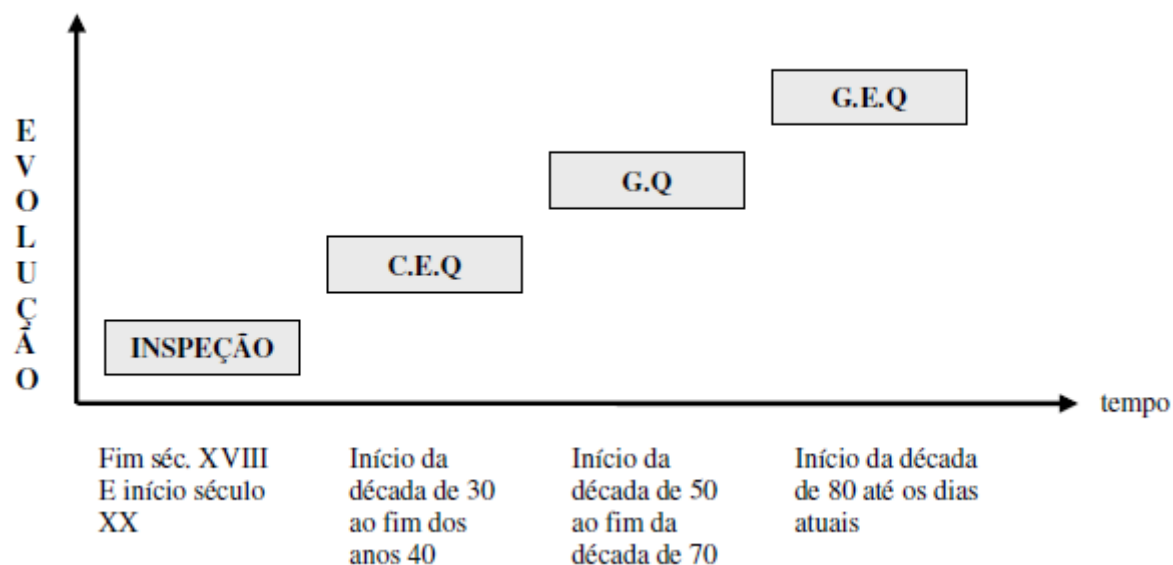 EVOLUÇÃO
G.E.Q
G.Q
C.E.Q
INSPEÇÃO
tempo
Fim séc. XVIII
E início século
XX
Início da
década de 30
ao fim dos
anos 40
Início da
década de 50
ao fim da
década de 70
Início da década
de 80 até os dias
atuais